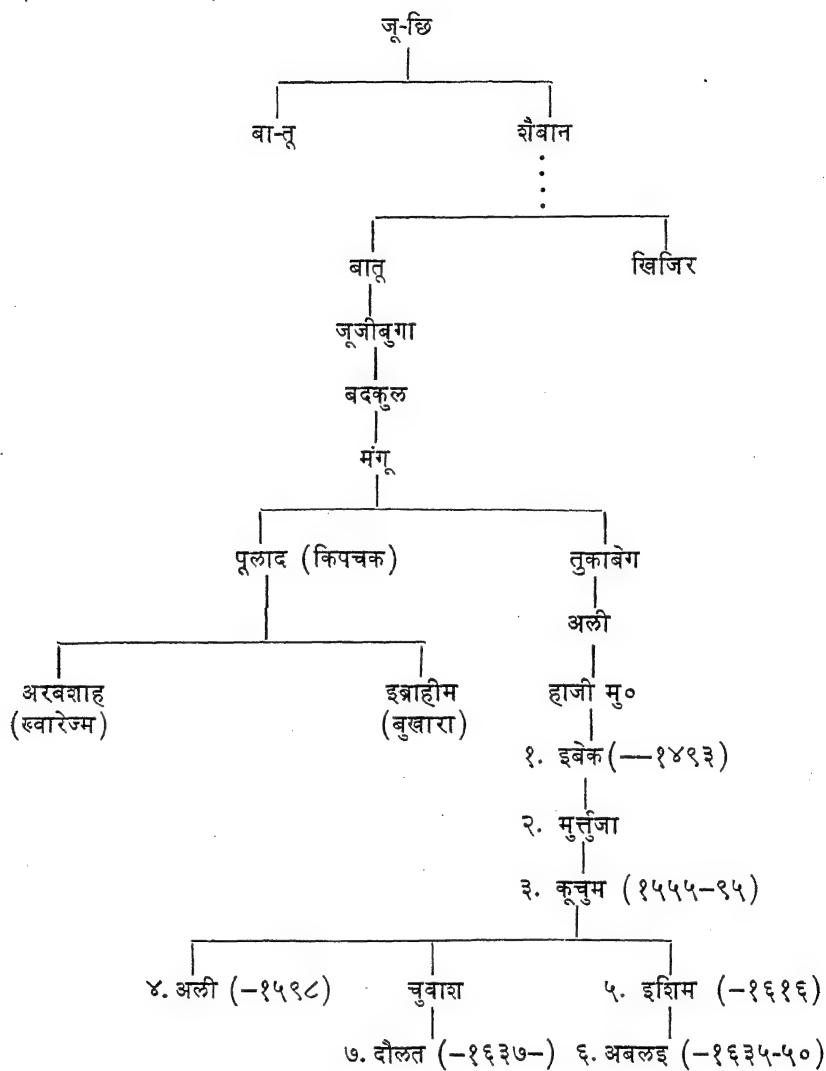 जू-छि
बा-तू शैबान
बातू खिजिर
जूजीबुगा
बदकुल
मंगू
पूलाद (किपचक) तुकाबेग
अली
अरबशाह इब्राहीम हाजी मु०
(ख्वारेज्म) (बुखारा)
१. इबेक (—१४९३)
२. मुर्त्तुजा
३. कूचुम (१५५५–९५)
४. अली (–१५९८) चुवाश ५. इशिम (–१६१६)
७. दौलत (–१६३७–) ६. अबलइ (–१६३५-५०)